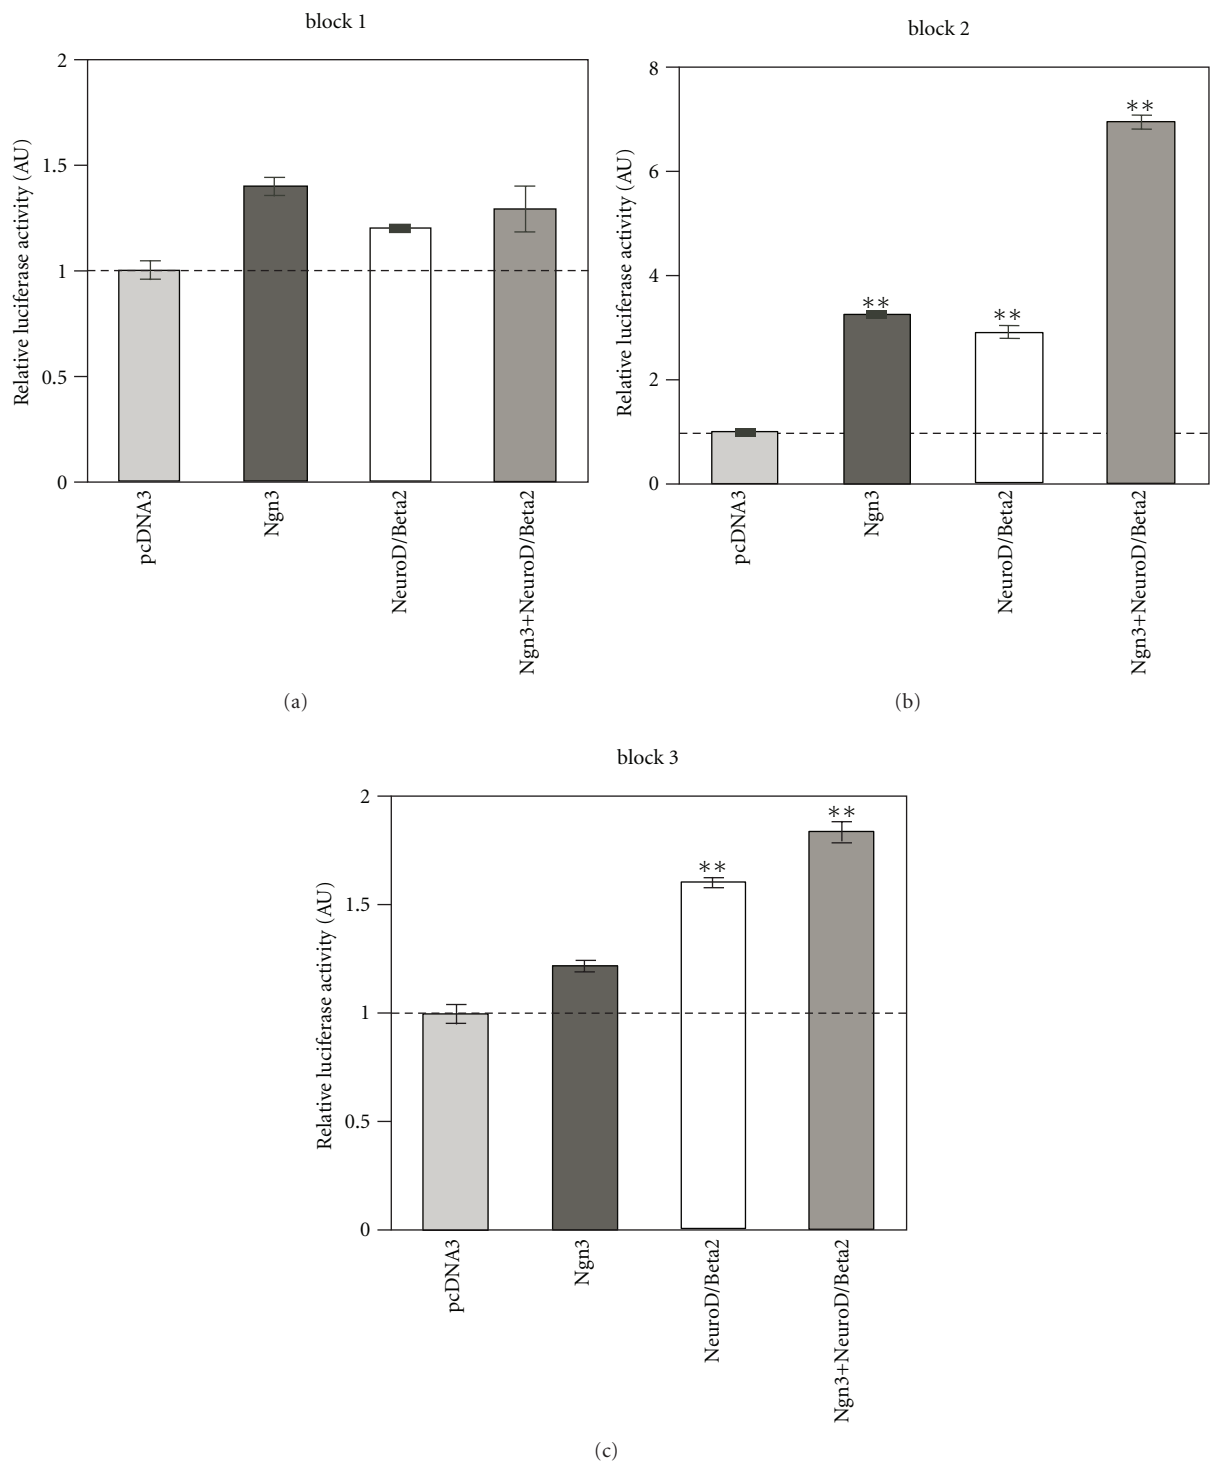 block 1
Relative luciferase activity (AU)
2
1.5
1
0.5
0
pcDNA3
Ngn3
NeuroD/Beta2
Ngn3+NeuroD/Beta2
(a)
block 2
Relative luciferase activity (AU)
8
6
4
2
0
**
**
**
pcDNA3
Ngn3
NeuroD/Beta2
Ngn3+NeuroD/Beta2
(b)
block 3
Relative luciferase activity (AU)
2
1.5
1
0.5
0
**
**
pcDNA3
Ngn3
NeuroD/Beta2
Ngn3+NeuroD/Beta2
(c)